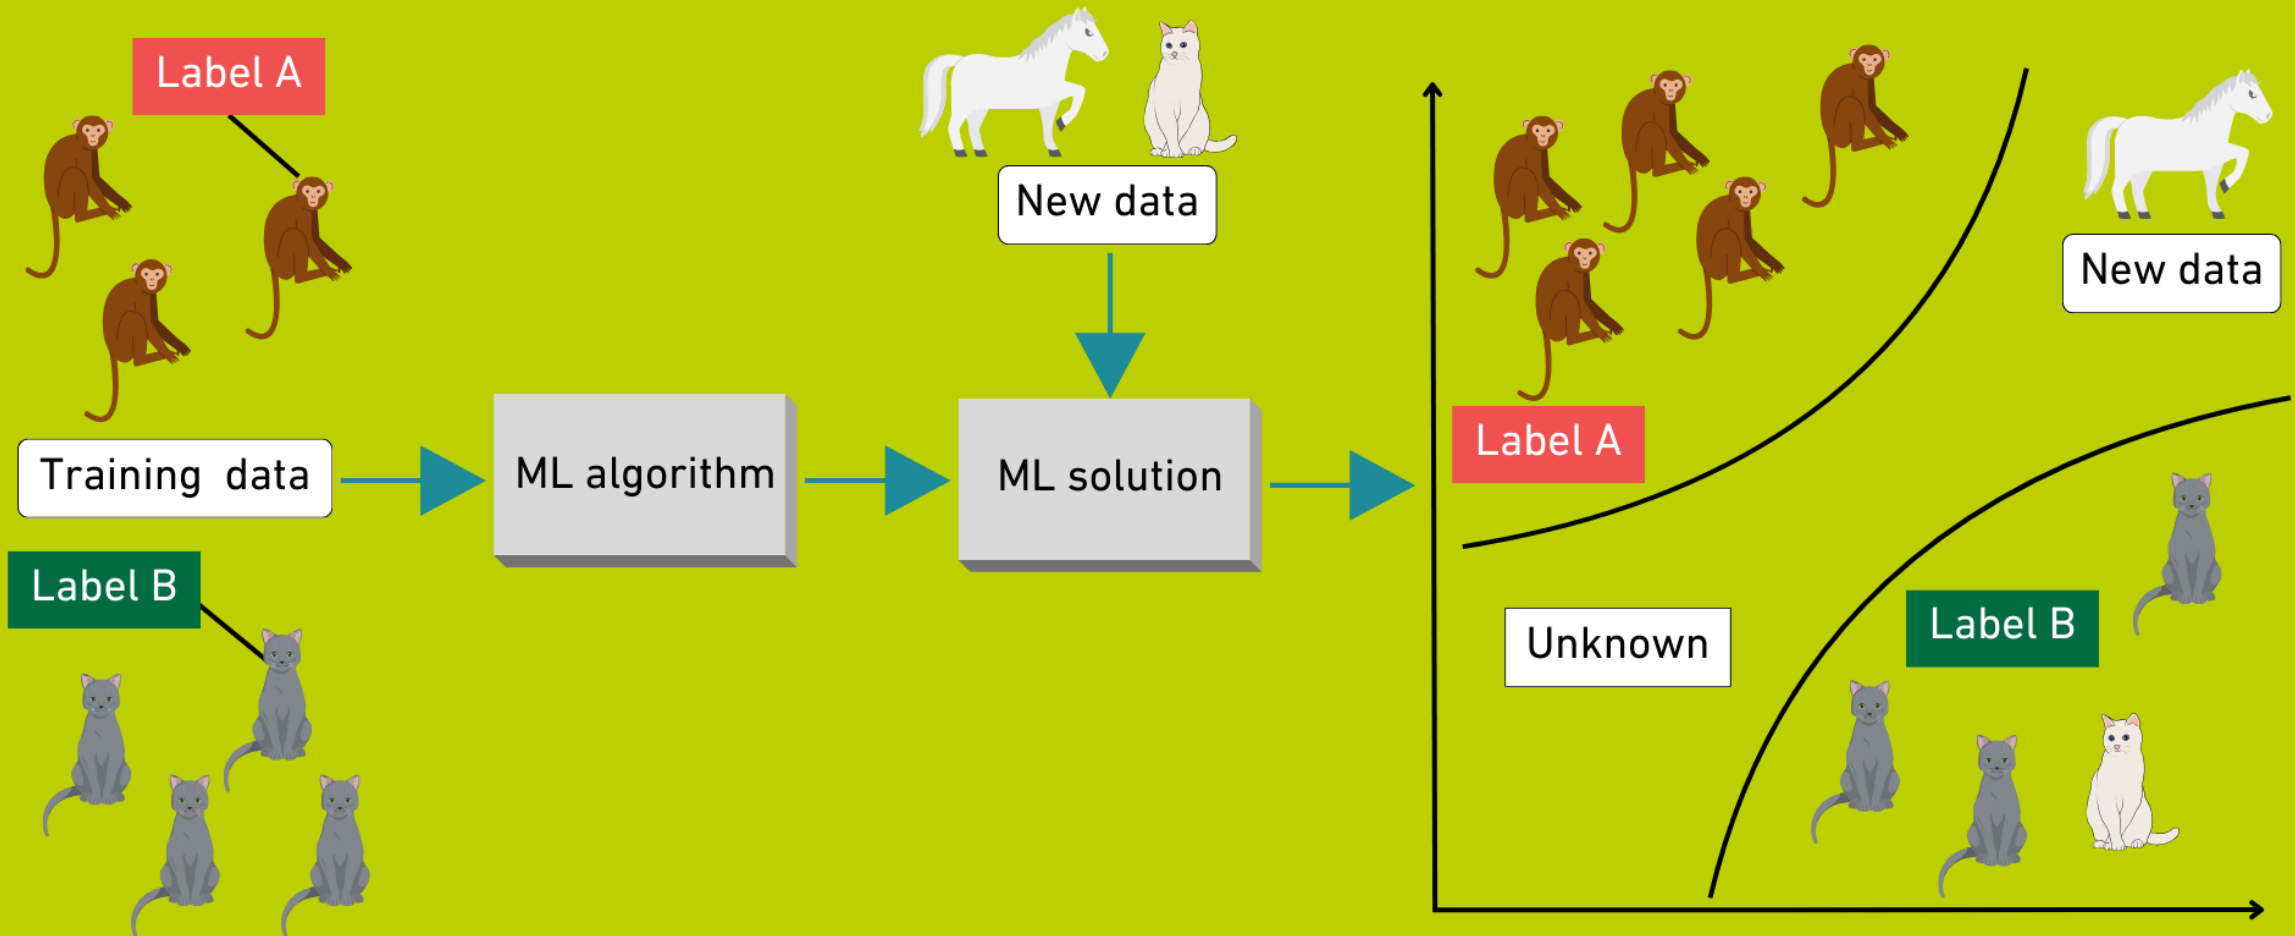 Label A
Training data
Label B
ML algorithm
New data
ML solution
Label A
New data
Unknown
Label B